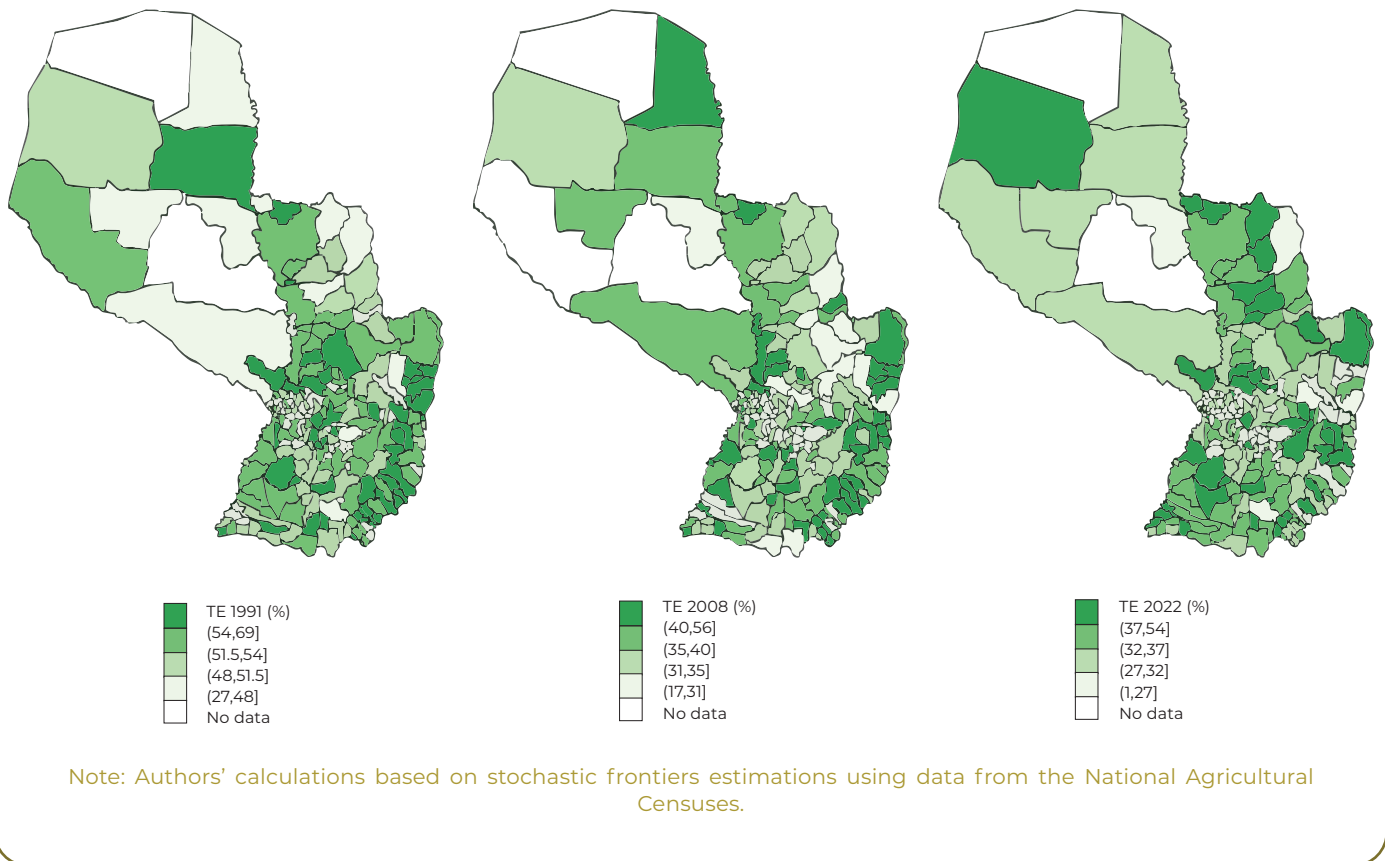 TE 1991 (%)
(54,69]
(51.5,54]
(48,51.5]
(27,48]
No data
TE 2008 (%)
(40,56]
(35,40]
(31,35]
(17,31]
No data
TE 2022 (%)
(37,54]
(32,37]
(27,32]
(1,27]
No data
Note: Authors’ calculations based on stochastic frontiers estimations using data from the National Agricultural
Censuses.